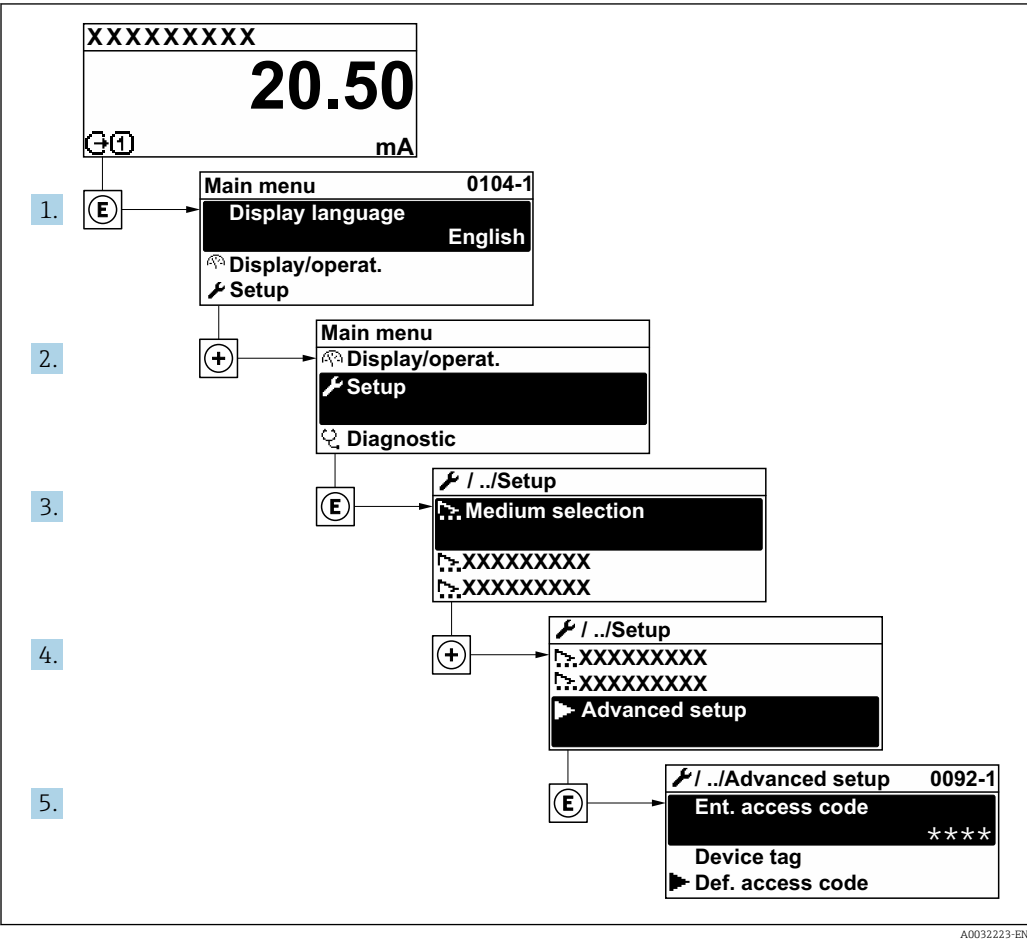 XXXXXXXXX
20.50
1
mA
1.
E
Main menu 0104-1
Display language
English
Display/operat.
Setup
2.
+
Main menu
Display/operat.
Setup
Diagnostic
3.
E
/ ../Setup
Medium selection
XXXXXXXXX
XXXXXXXXX
4.
+
/ ../Setup
XXXXXXXXX
XXXXXXXXX
Advanced setup
5.
E
/ ../Advanced setup 0092-1
Ent. access code
****
Device tag
Def. access code
A0032223-EN